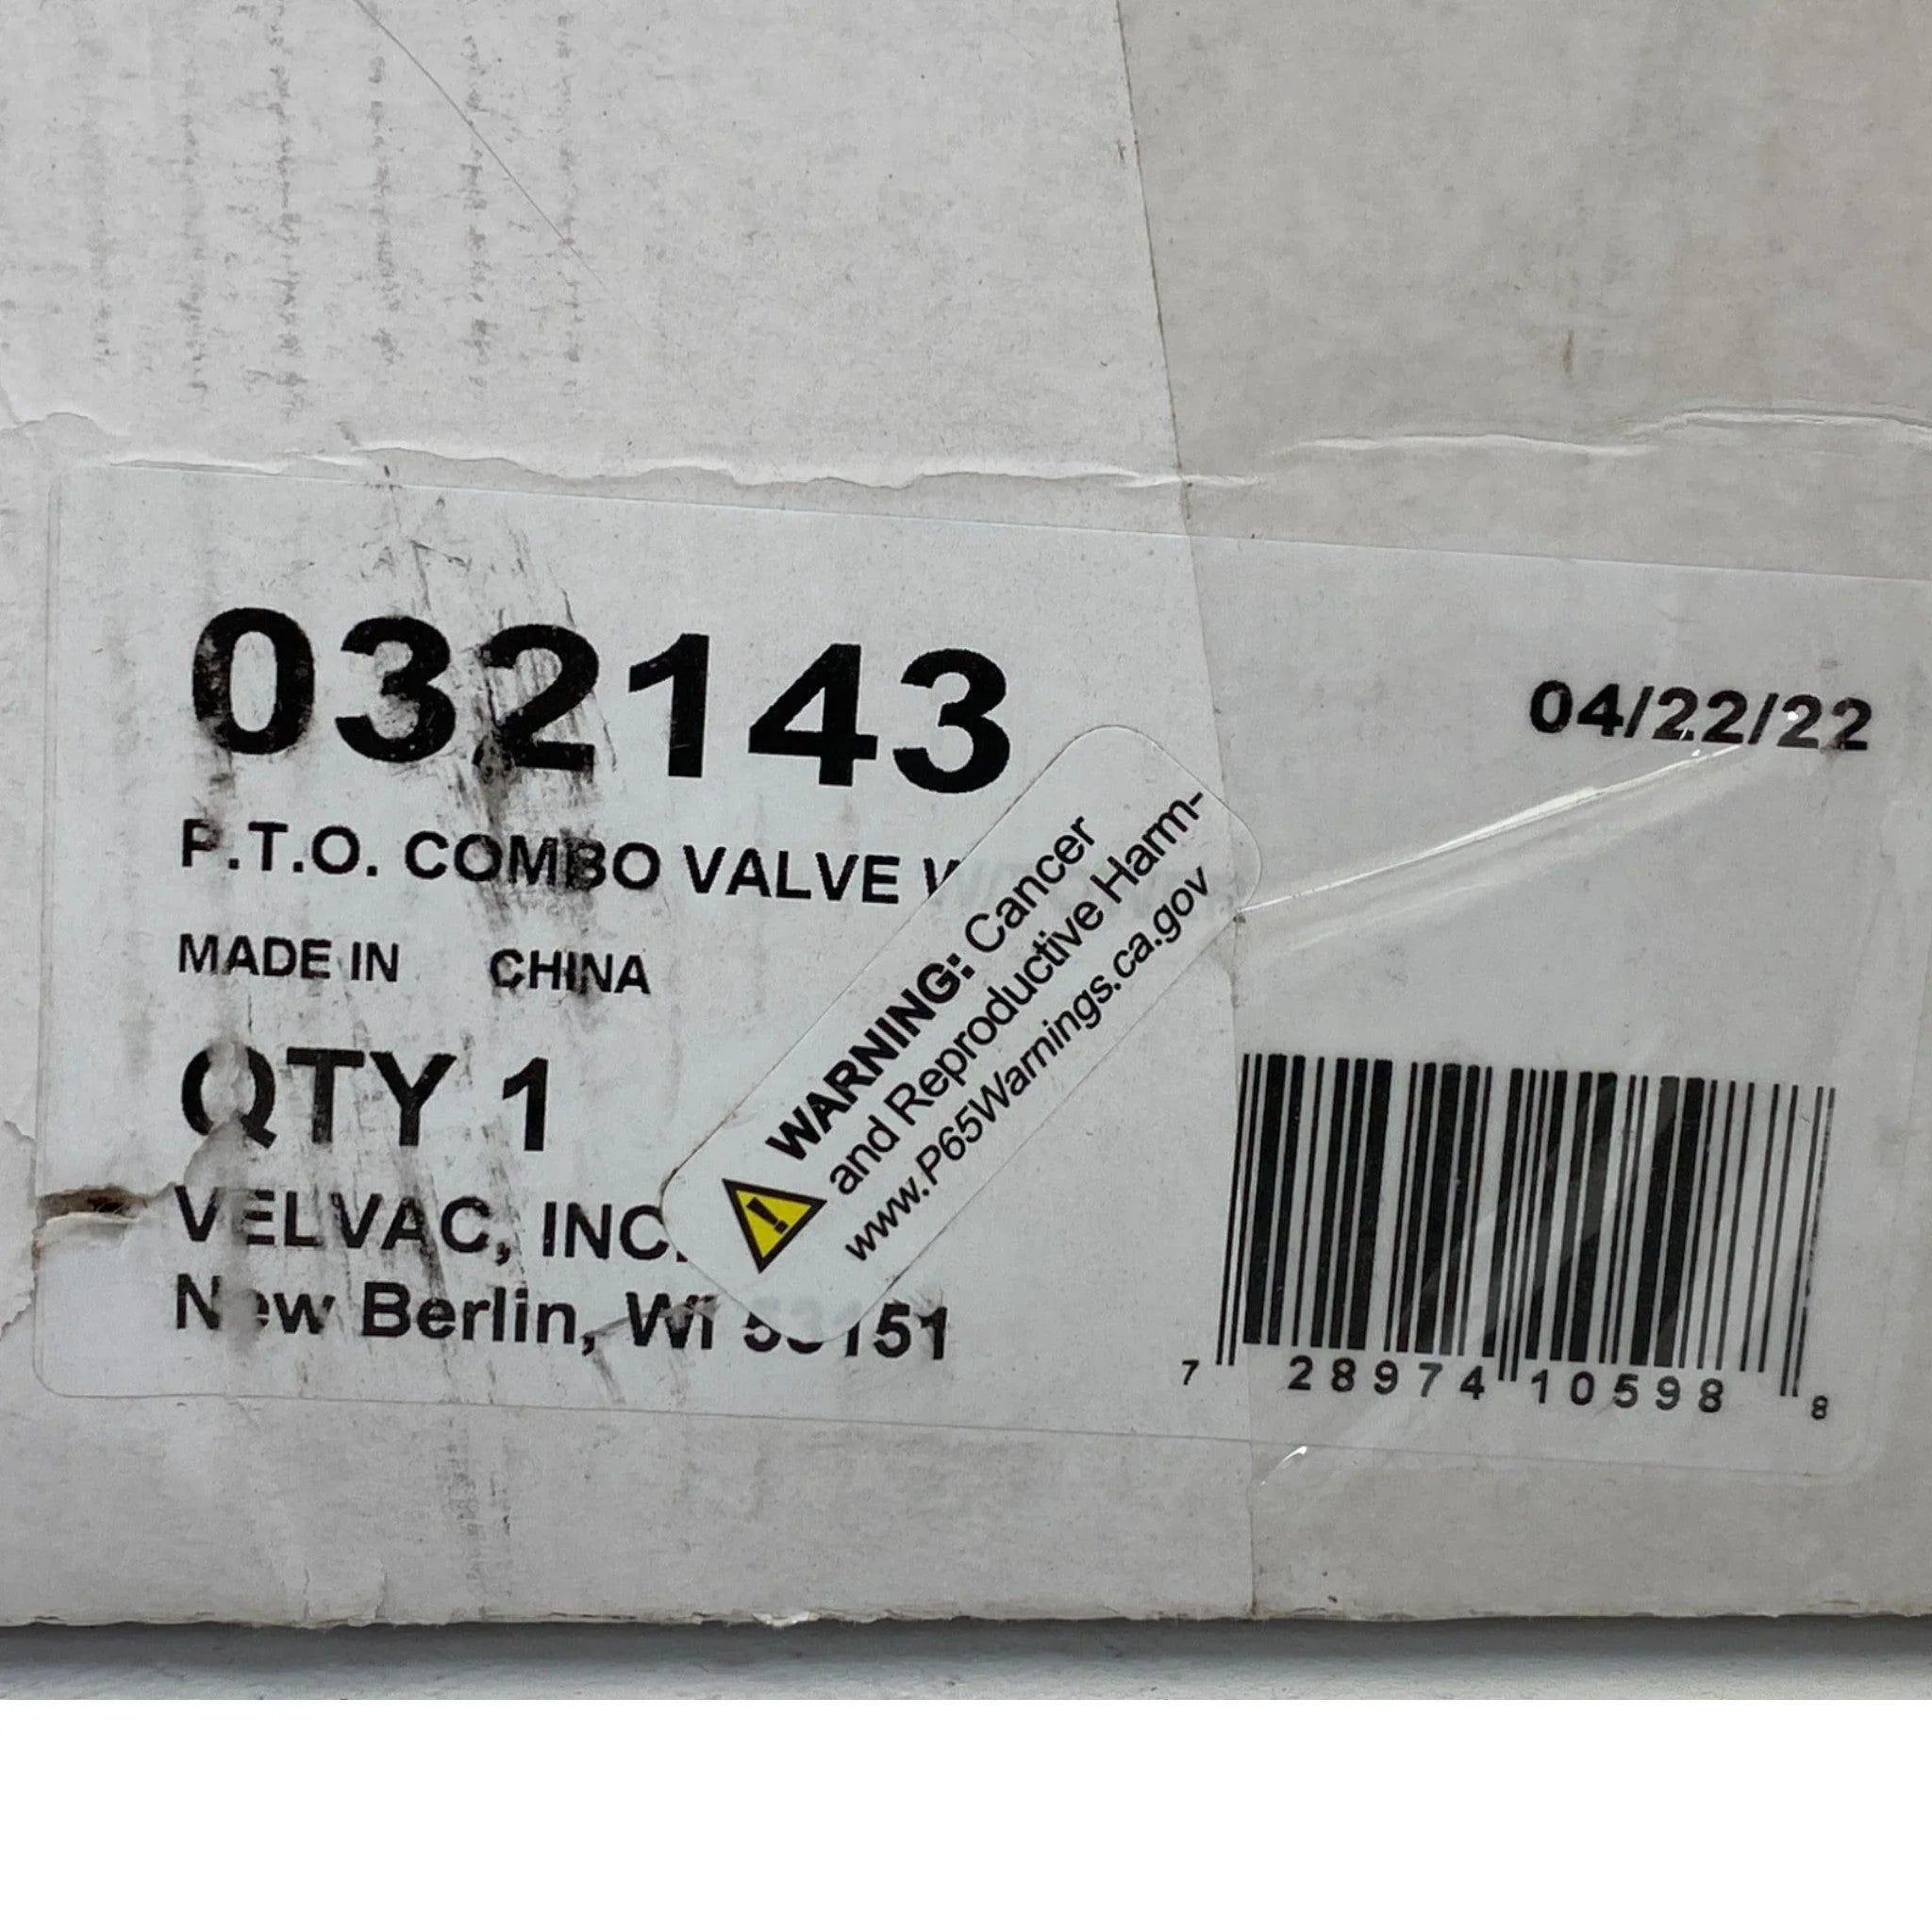 032143
04/22/22
P.T.O. COMBO VALVE
MADE IN CHINA
QTY 1
VELVAC, INC.
New Berlin, WI 53151
WARNING: Cancer
and Reproductive Harm-
www.P65Warnings.ca.gov
7 28974 10598 8